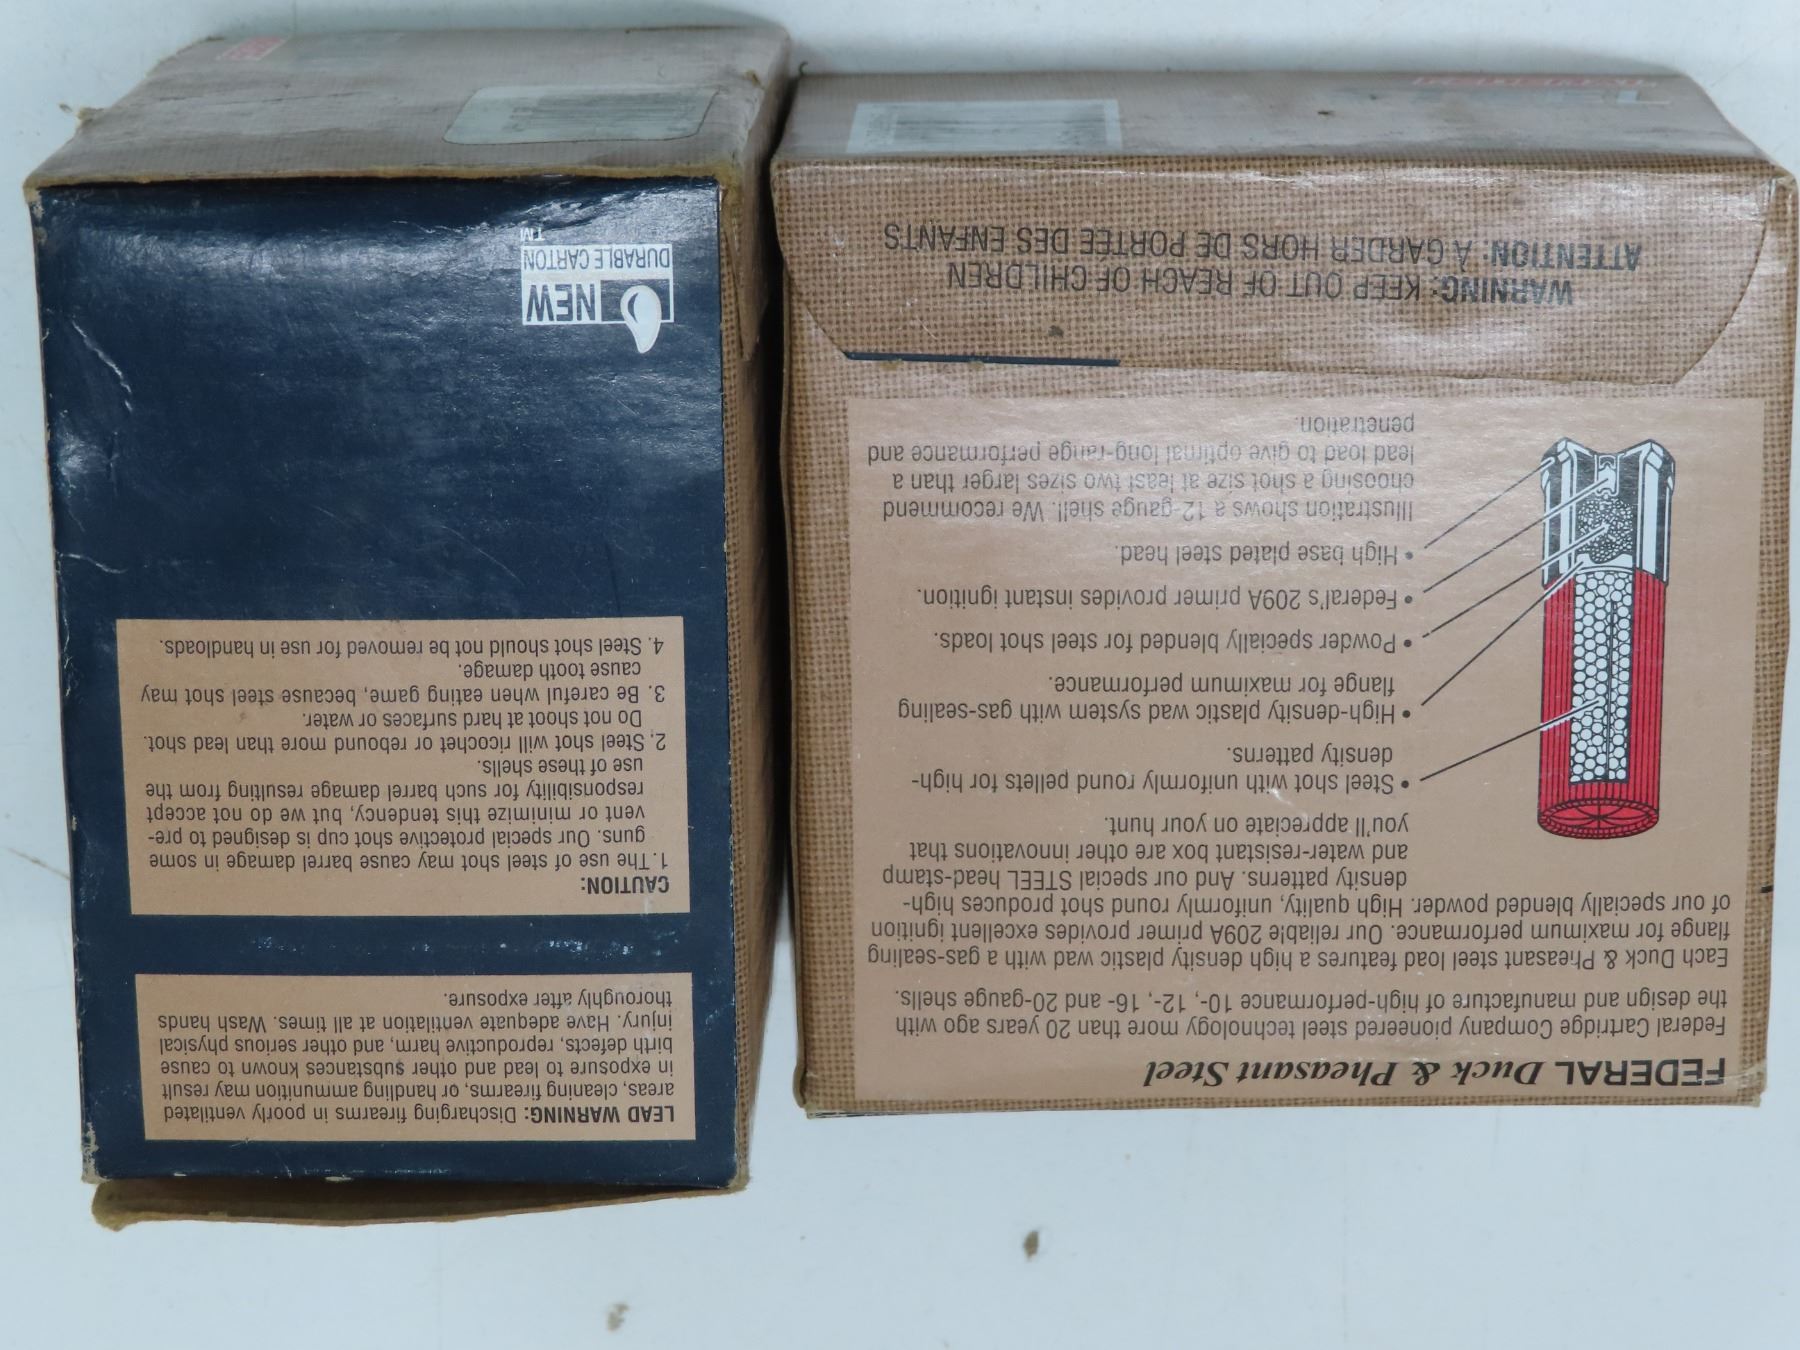 LEAD WARNING: Discharging firearms in poorly ventilated
areas, cleaning firearms, or handling ammunition may result
in exposure to lead and other substances known to cause
birth defects, reproductive harm, and other serious physical
injury. Have adequate ventilation at all times. Wash hands
thoroughly after exposure.
CAUTION:
1. The use of steel shot may cause barrel damage in some
guns. Our special protective shot cup is designed to pre-
vent or minimize this tendency, but we do not accept
responsibility for such barrel damage resulting from the
use of these shells.
2. Steel shot will ricochet or rebound more than lead shot.
Do not shoot at hard surfaces or water.
3. Be careful when eating game, because steel shot may
cause tooth damage.
4. Steel shot should not be removed for use in handloads.
NEW
DURABLE CARTON
TM
FEDERAL Duck & Pheasant Steel
Federal Cartridge Company pioneered steel technology more than 20 years ago with
the design and manufacture of high-performance 10-, 12-, 16- and 20-gauge shells.
Each Duck & Pheasant steel load features a high density plastic wad with a gas-sealing
flange for maximum performance. Our reliable 209A primer provides excellent ignition
of our specially blended powder. High quality, uniformly round shot produces high-
density patterns. And our special STEEL head-stamp
and water-resistant box are other innovations that
you'll appreciate on your hunt.
• Steel shot with uniformly round pellets for high-
density patterns.
• High-density plastic wad system with gas-sealing
flange for maximum performance.
• Powder specially blended for steel shot loads.
• Federal's 209A primer provides instant ignition.
• High base plated steel head.
Illustration shows a 12-gauge shell. We recommend
choosing a shot size at least two sizes larger than a
lead load to give optimal long-range performance and
penetration.
WARNING: KEEP OUT OF REACH OF CHILDREN
ATTENTION: À GARDER HORS DE PORTÉE DES ENFANTS